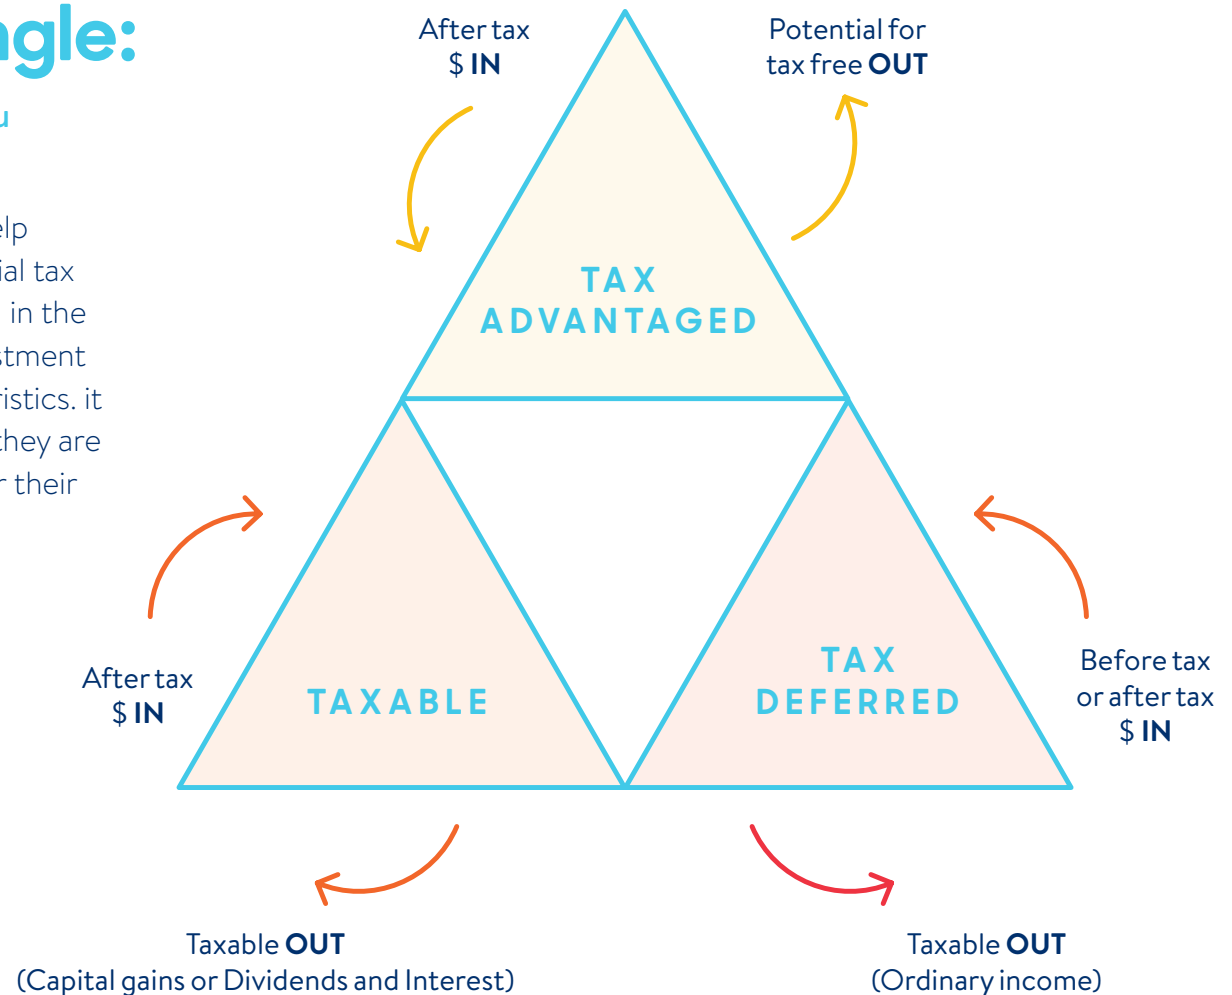 ngle:
u
elp
ial tax
in the
stment
ristics. it
they are
r their
After tax
$ IN
Potential for
tax free OUT
TAX
ADVANTAGED
After tax
$ IN
TAXABLE
TAX
DEFERRED
Before tax
or after tax
$ IN
Taxable OUT
(Capital gains or Dividends and Interest)
Taxable OUT
(Ordinary income)